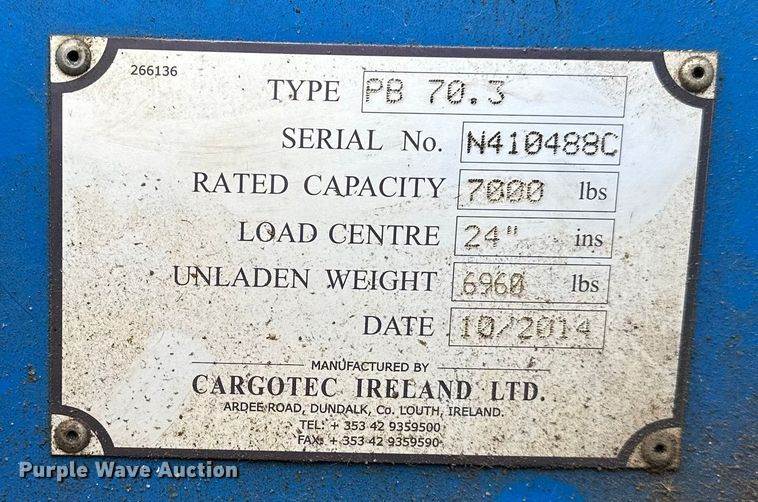 266136
TYPE PB 70.3
SERIAL No. N410488C
RATED CAPACITY 7000 lbs
LOAD CENTRE 24" ins
UNLADEN WEIGHT 6960 lbs
DATE 10/2014
MANUFACTURED BY
CARGOTEC IRELAND LTD.
ARDEE ROAD, DUNDALK, Co. LOUTH, IRELAND.
TEL: + 353 42 9359500
FAX: + 353 42 9359590
Purple Wave Auction